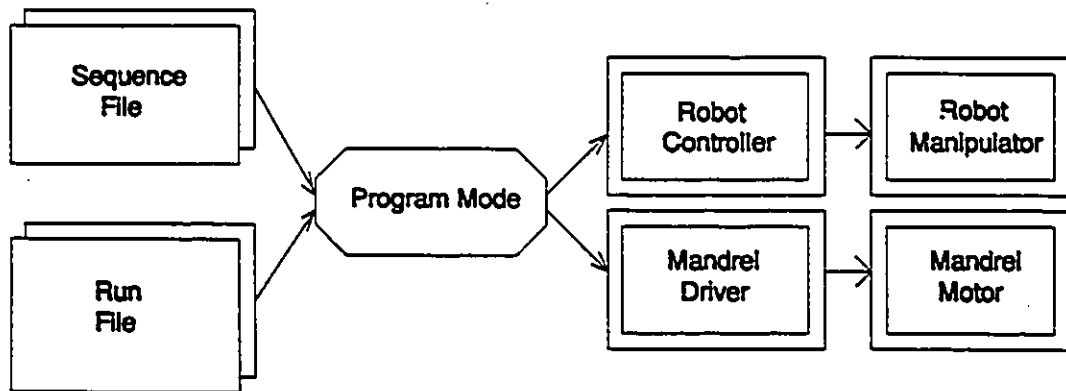 Sequence
File
Run
File
Program Mode
Robot
Controller
Robot
Manipulator
Mandrel
Driver
Mandrel
Motor